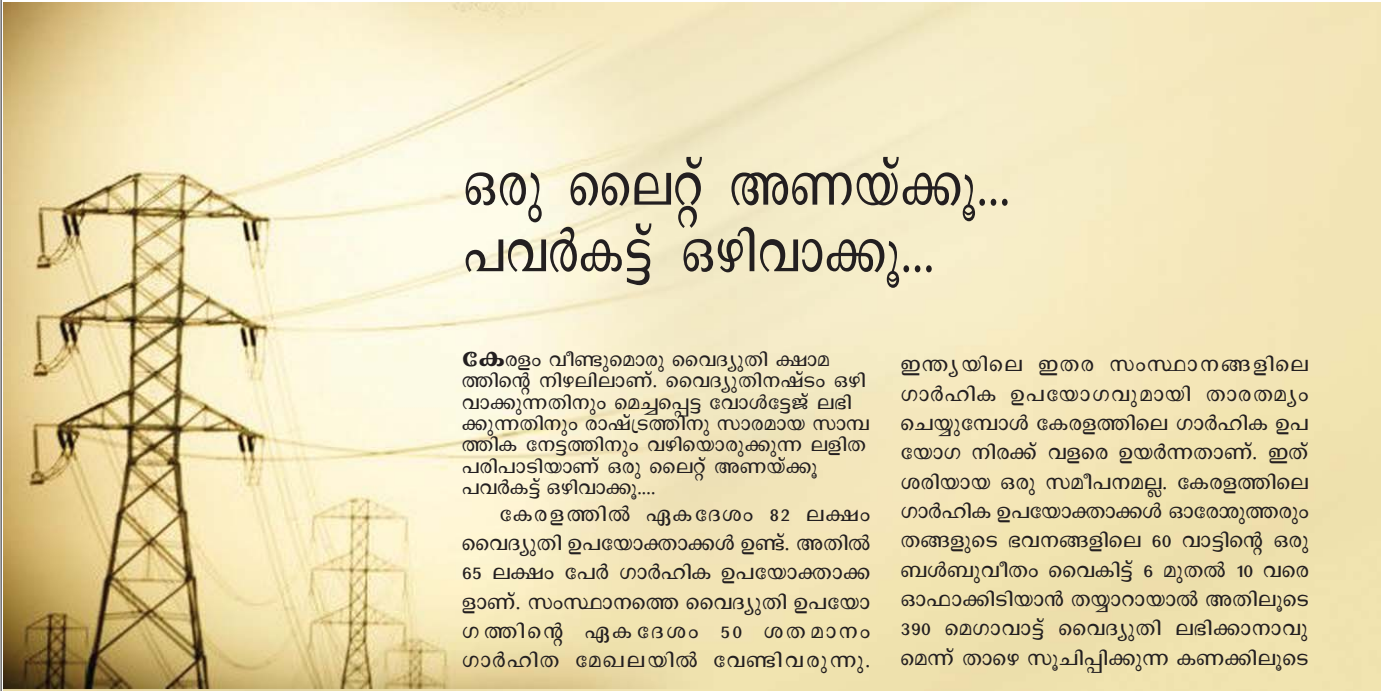 ഒരു ലൈറ്റ് അണയ്ക്കൂ...
പവർകട്ട് ഒഴിവാക്കൂ...
കേരളം വീണ്ടുമൊരു വൈദ്യുതി ക്ഷാമ
ത്തിന്റെ നിഴലിലാണ്. വൈദ്യുതിനഷ്ടം ഒഴി
വാക്കുന്നതിനും മെച്ചപ്പെട്ട വോൾട്ടേജ് ലഭി
ക്കുന്നതിനും രാഷ്ട്രത്തിനു സാരമായ സാമ്പ
ത്തിക നേട്ടത്തിനും വഴിയൊരുക്കുന്ന ലളിത
പരിപാടിയാണ് ഒരു ലൈറ്റ് അണയ്ക്കൂ
പവർകട്ട് ഒഴിവാക്കൂ....
കേരളത്തിൽ ഏകദേശം 82 ലക്ഷം
വൈദ്യുതി ഉപയോക്താക്കൾ ഉണ്ട്. അതിൽ
65 ലക്ഷം പേർ ഗാർഹിക ഉപയോക്താക്ക
ളാണ്. സംസ്ഥാനത്തെ വൈദ്യുതി ഉപയോ
ഗത്തിന്റെ ഏകദേശം 50 ശതമാനം
ഗാർഹിത മേഖലയിൽ വേണ്ടിവരുന്നു.
ഇന്ത്യയിലെ ഇതര സംസ്ഥാനങ്ങളിലെ
ഗാർഹിക ഉപയോഗവുമായി താരതമ്യം
ചെയ്യുമ്പോൾ കേരളത്തിലെ ഗാർഹിക ഉപ
യോഗ നിരക്ക് വളരെ ഉയർന്നതാണ്. ഇത്
ശരിയായ ഒരു സമീപനമല്ല. കേരളത്തിലെ
ഗാർഹിക ഉപയോക്താക്കൾ ഓരോരുത്തരും
തങ്ങളുടെ ഭവനങ്ങളിലെ 60 വാട്ടിന്റെ ഒരു
ബൾബുവീതം വൈകിട്ട് 6 മുതൽ 10 വരെ
ഓഫാക്കിടിയാൻ തയ്യാറായാൽ അതിലൂടെ
390 മെഗാവാട്ട് വൈദ്യുതി ലഭിക്കാനാവു
മെന്ന് താഴെ സൂചിപ്പിക്കുന്ന കണക്കിലൂടെ